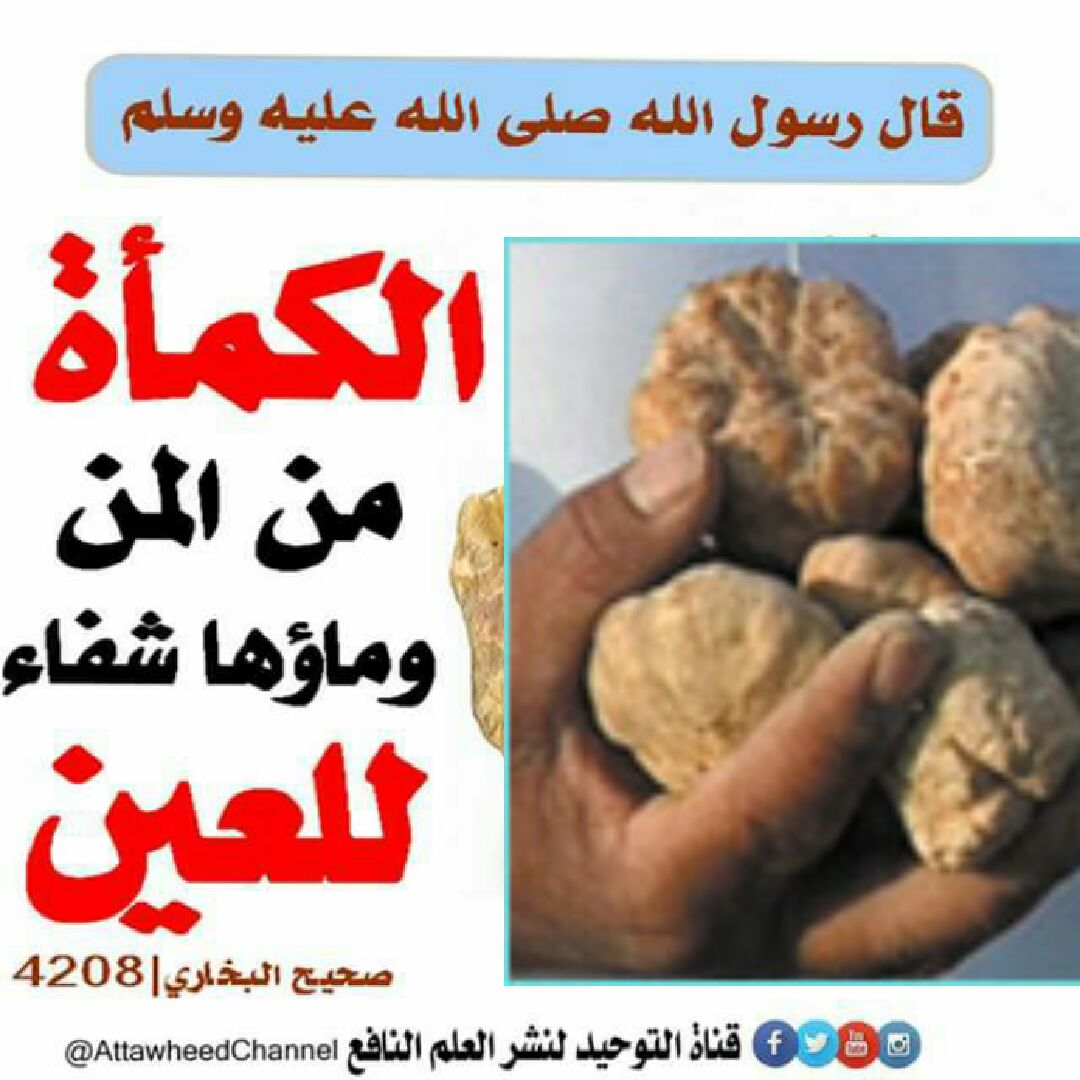 قال رسول الله صلى الله عليه وسلم
الكمأة
من المن
وماؤها شفاء
للعين
صحيح البخاري|4208
قناة التوحيد لنشر العلم النافع @AttawheedChannel